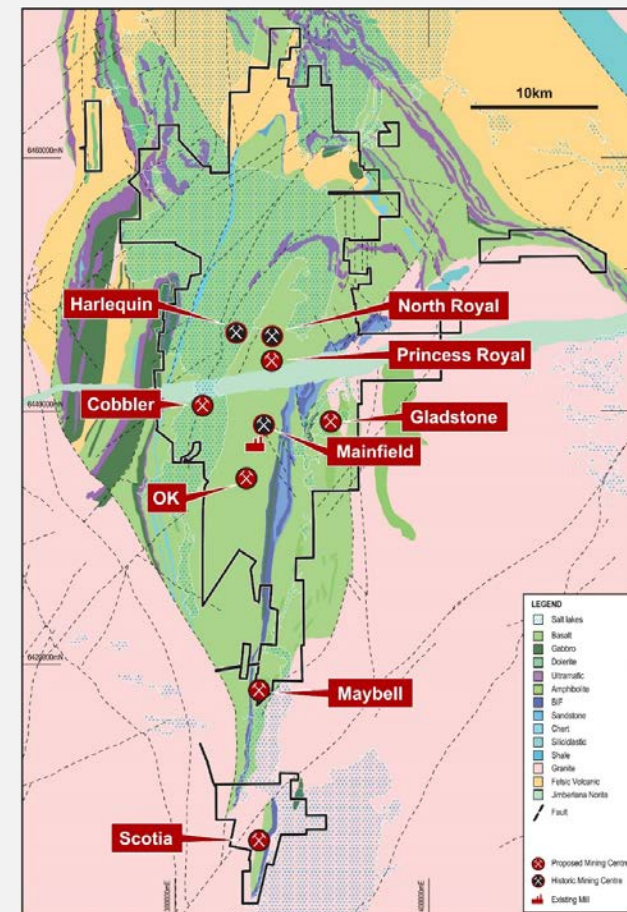 10km
6460000mN
Harlequin
North Royal
Princess Royal
Cobbler
6440000mN
Gladstone
Mainfield
OK
LEGEND
Salt lakes
Basalt
Gabbro
Dolerite
Ultramafic
Amphibolite
BIF
Sandstone
Chert
Siliciclastic
Shale
Granite
Felsic Volcanic
Jimberlana Norite
Fault
6420000mN
Maybell
Scotia
Proposed Mining Centre
Historic Mining Centre
Existing Mill